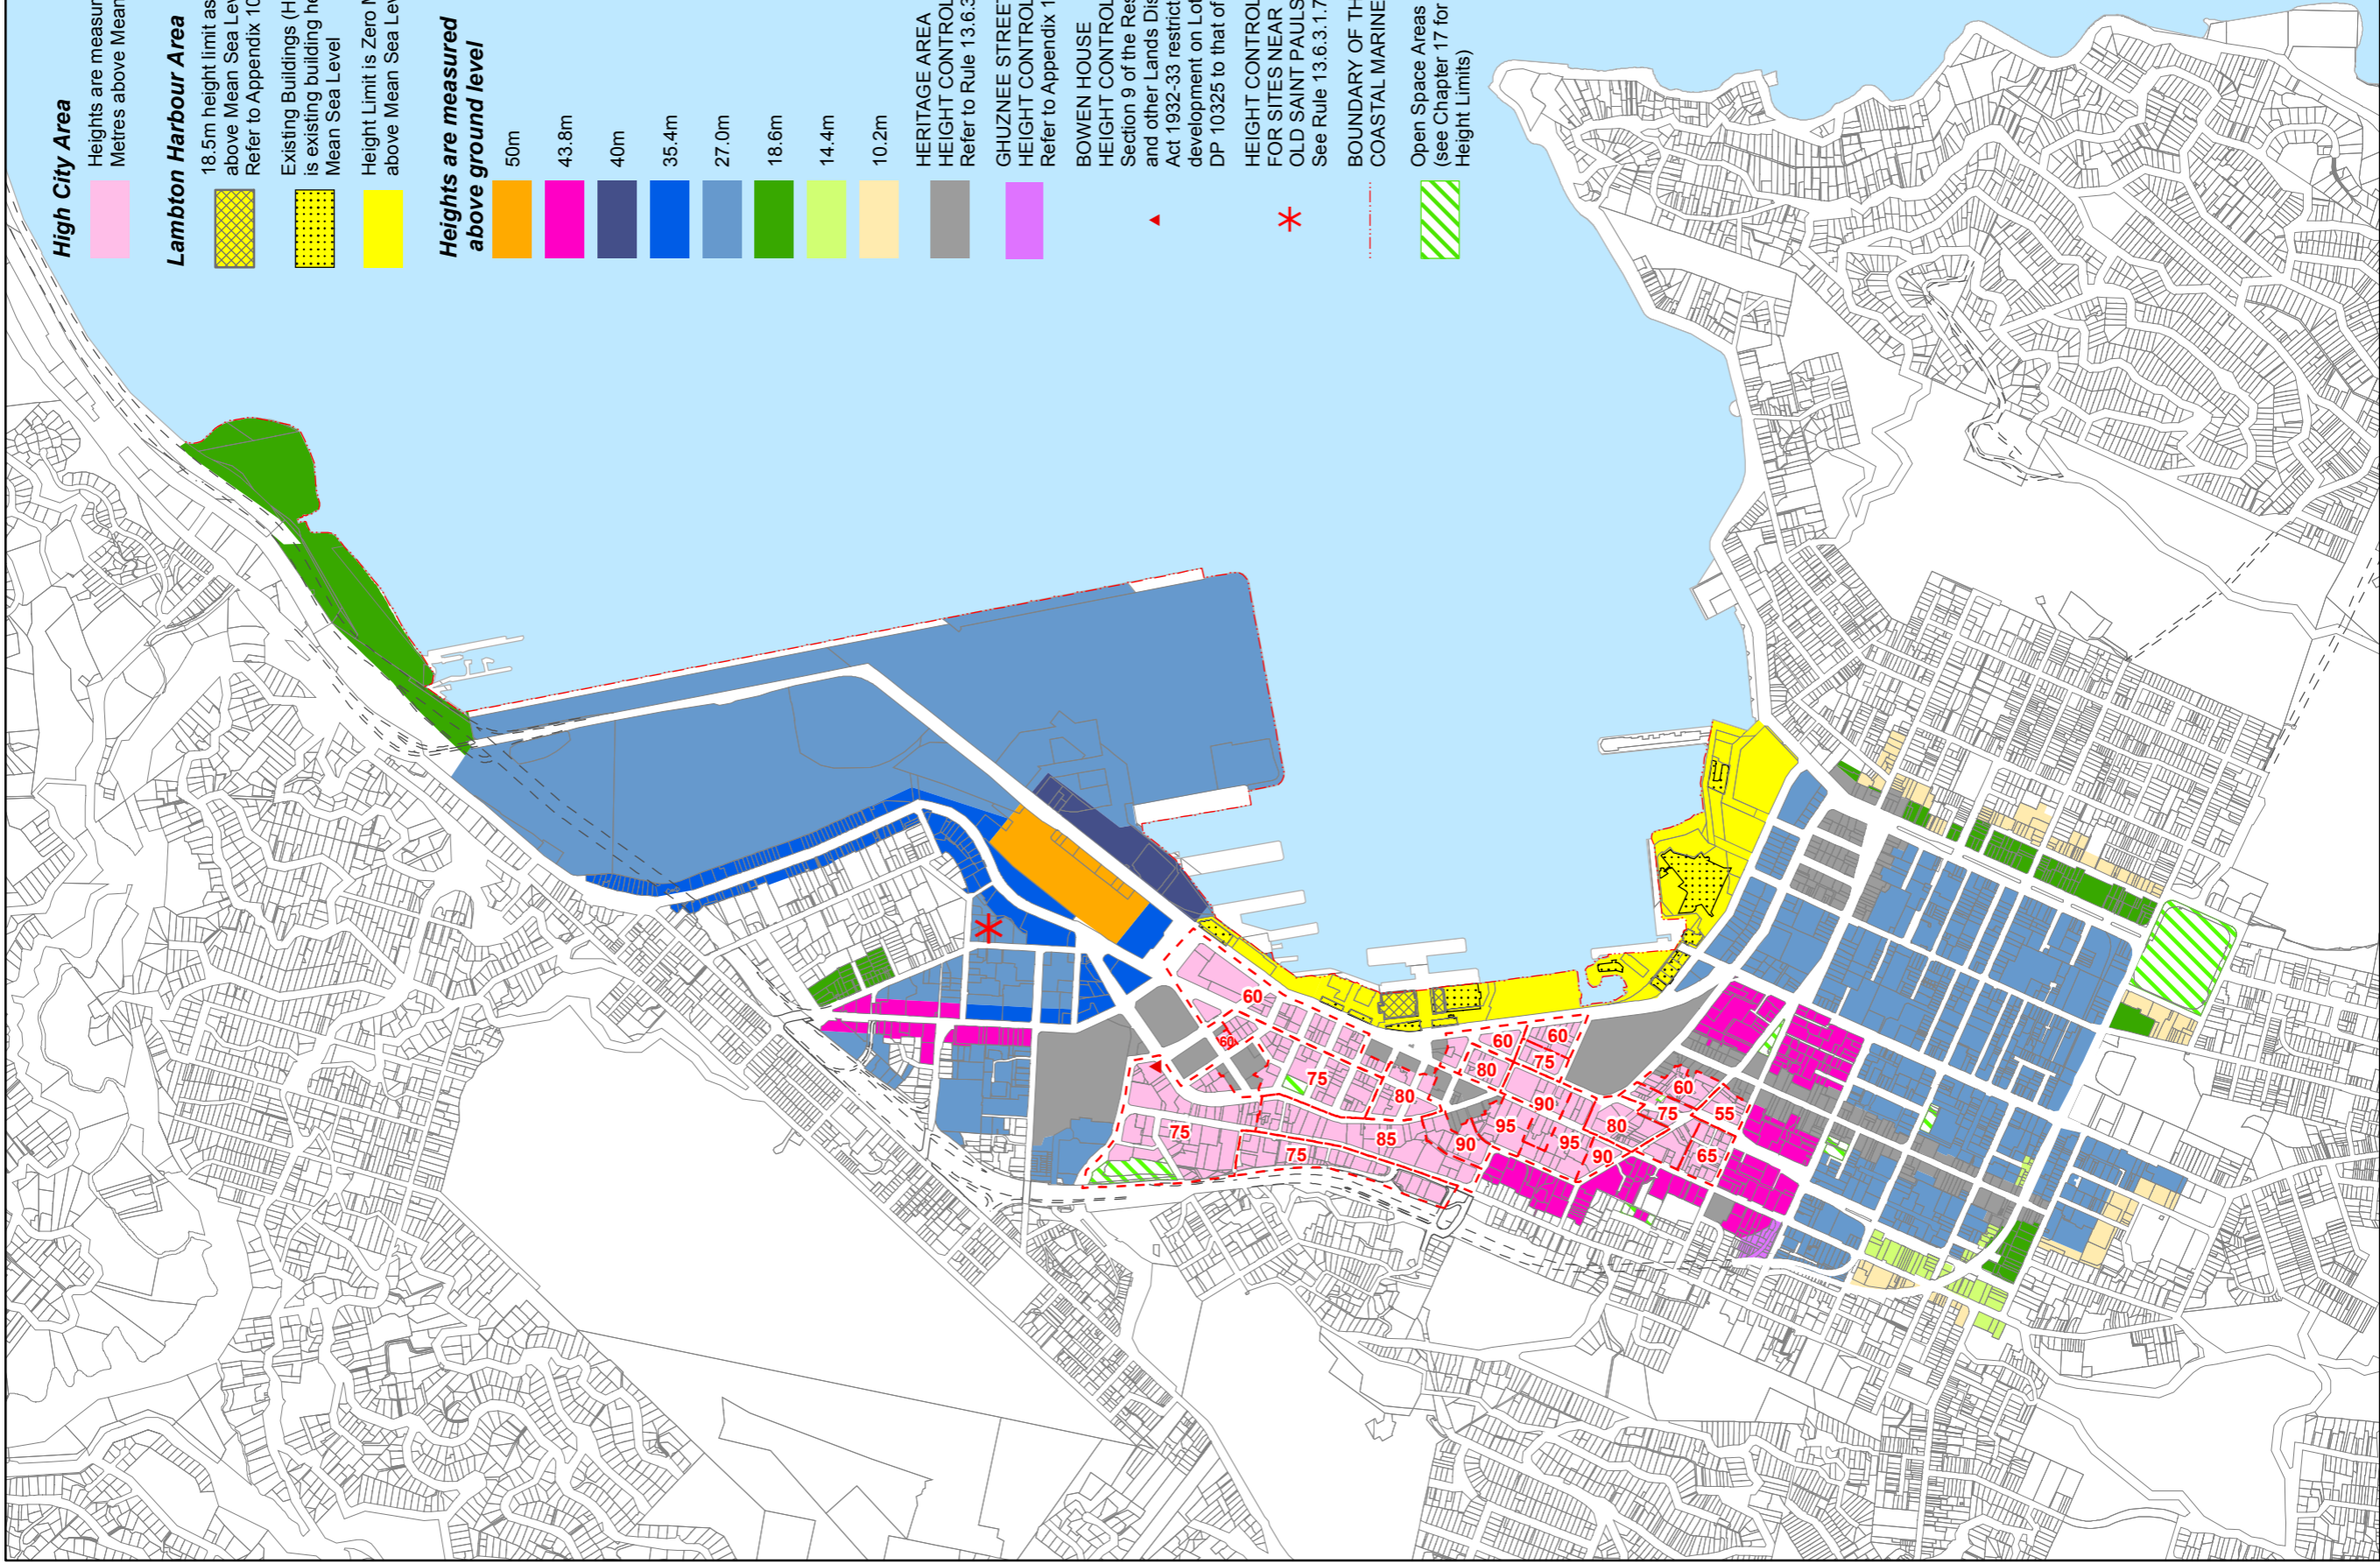 High City Area
Heights are measur
Metres above Mean
Lambton Harbour Area
18.5m height limit as
above Mean Sea Lev
Refer to Appendix 10
Existing Buildings (H
is existing building he
Mean Sea Level
Height Limit is Zero
above Mean Sea Lev
Heights are measured
above ground level
50m
43.8m
40m
35.4m
27.0m
18.6m
14.4m
10.2m
HERITAGE AREA
HEIGHT CONTROL
Refer to Rule 13.6.3
GHUZNEE STREET
HEIGHT CONTROL
Refer to Appendix 1
BOWEN HOUSE
HEIGHT CONTROL
Section 9 of the Res
and other Lands Dis
Act 1932-33 restrict
development on Lot
DP 10325 to that of
HEIGHT CONTROL
FOR SITES NEAR
OLD SAINT PAULS
See Rule 13.6.3.1.7
BOUNDARY OF TH
COASTAL MARINE
Open Space Areas
(see Chapter 17 for
Height Limits)
60
60
75
80
75
85
75
90
60
80
60
75
90
95
95
90
80
60
75
55
65